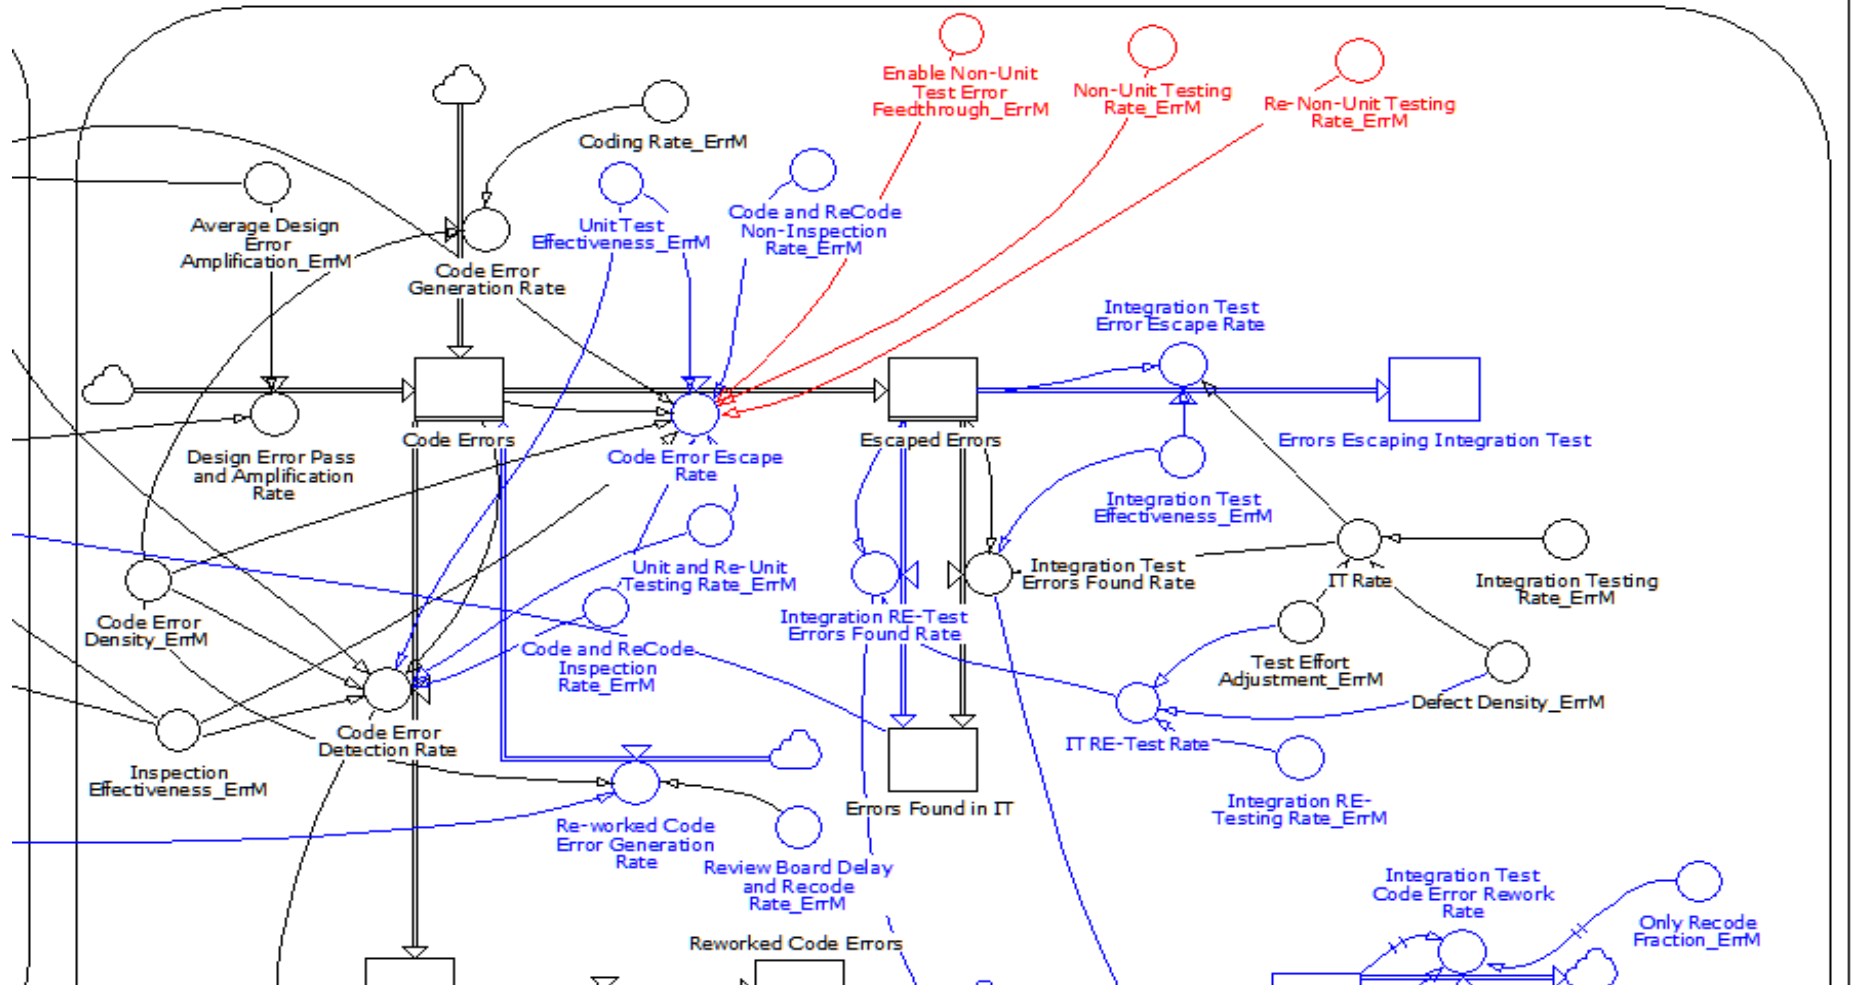 Enable Non-Unit
Test Error
Feedthrough_ErrM
Non-Unit Testing
Rate_ErrM
Re-Non-Unit Testing
Rate_ErrM
Coding Rate_ErrM
Average Design
Error
Amplification_ErrM
Unit Test
Effectiveness_ErrM
Code and ReCode
Non-Inspection
Rate_ErrM
Code Error
Generation Rate
Integration Test
Error Escape Rate
Code Errors
Escaped Errors
Errors Escaping Integration Test
Design Error Pass
and Amplification
Rate
Code Error Escape
Rate
Integration Test
Effectiveness_ErrM
Unit and Re-Unit
Testing Rate_ErrM
Integration Test
Errors Found Rate
IT Rate
Integration Testing
Rate_ErrM
Code Error
Density_ErrM
Integration RE-Test
Errors Found Rate
Code and ReCode
Inspection
Rate_ErrM
Test Effort
Adjustment_ErrM
Defect Density_ErrM
Code Error
Detection Rate
IT RE-Test Rate
Inspection
Effectiveness_ErrM
Errors Found in IT
Integration RE-
Testing Rate_ErrM
Re-worked Code
Error Generation
Rate
Review Board Delay
and Recode
Rate_ErrM
Integration Test
Code Error Rework
Rate
Only Recode
Fraction_ErrM
Reworked Code Errors